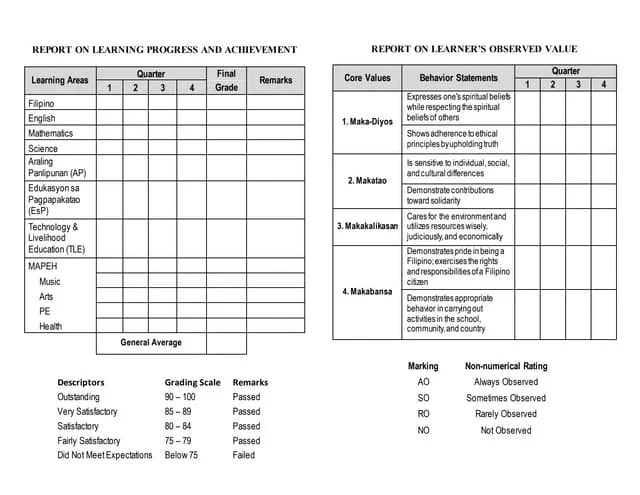 REPORT ON LEARNING PROGRESS AND ACHIEVEMENT
Learning Areas
Quarter
Final
Grade
Remarks
1 2 3 4
Filipino
English
Mathematics
Science
Araling
Panlipunan (AP)
Edukasyon sa
Pagpapakatao
(EsP)
Technology &
Livelihood
Education (TLE)
MAPEH
Music
Arts
PE
Health
General Average
Descriptors Grading Scale Remarks
Outstanding 90 – 100 Passed
Very Satisfactory 85 – 89 Passed
Satisfactory 80 – 84 Passed
Fairly Satisfactory 75 – 79 Passed
Did Not Meet Expectations Below 75 Failed
REPORT ON LEARNER'S OBSERVED VALUE
Core Values
Behavior Statements
Quarter
1 2 3 4
1. Maka-Diyos
Expresses one's spiritual beliefs
while respecting the spiritual
beliefs of others
Shows adherence to ethical
principles by upholding truth
2. Makatao
Is sensitive to individual, social,
and cultural differences
Demonstrate contributions
toward solidarity
3. Makakalikasan
Cares for the environment and
utilizes resources wisely,
judiciously, and economically
4. Makabansa
Demonstrates pride in being a
Filipino; exercises the rights
and responsibilities of a Filipino
citizen
Demonstrates appropriate
behavior in carrying out
activities in the school,
community, and country
Marking Non-numerical Rating
AO Always Observed
SO Sometimes Observed
RO Rarely Observed
NO Not Observed